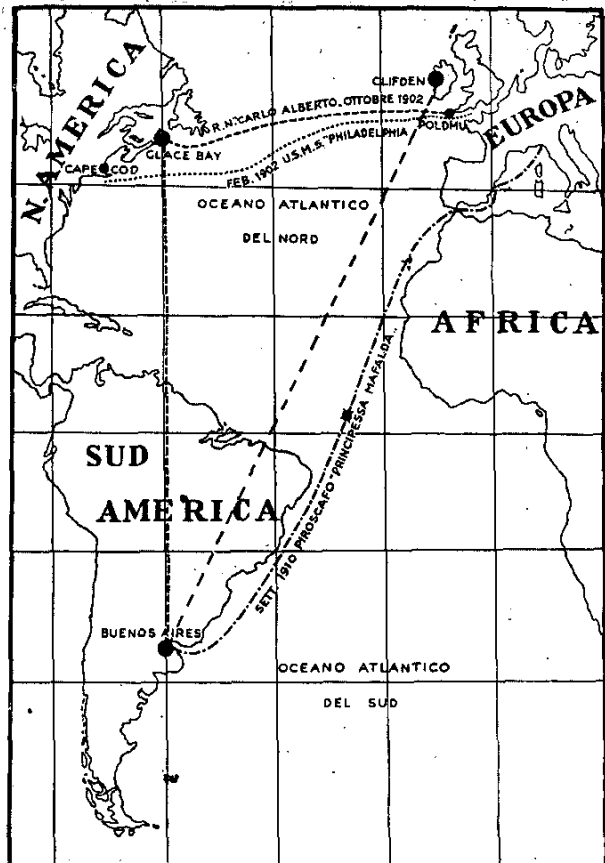 N. AMERICA
CLIFDEN
R.N. CARLO ALBERTO, OTTOBRE 1902
POLDHU
EUROPA
GLACE BAY
CAPE COD
FEB. 1902 U.S.M.S. "PHILADELPHIA
OCEANO ATLANTICO
DEL NORD
AFRICA
SUD
AMERICA
SETT. 1910 PIROSCAFO "PRINCIPESSA MAFALDA"
BUENOS AIRES
OCEANO ATLANTICO
DEL SUD